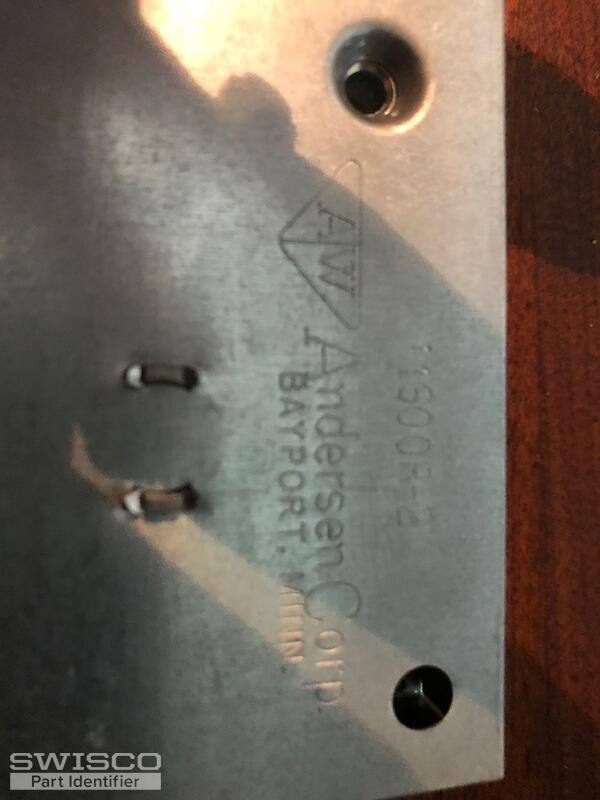 11600R-2
AW Andersen Corp.
BAYPORT, MINN.
SWISCO
Part Identifier